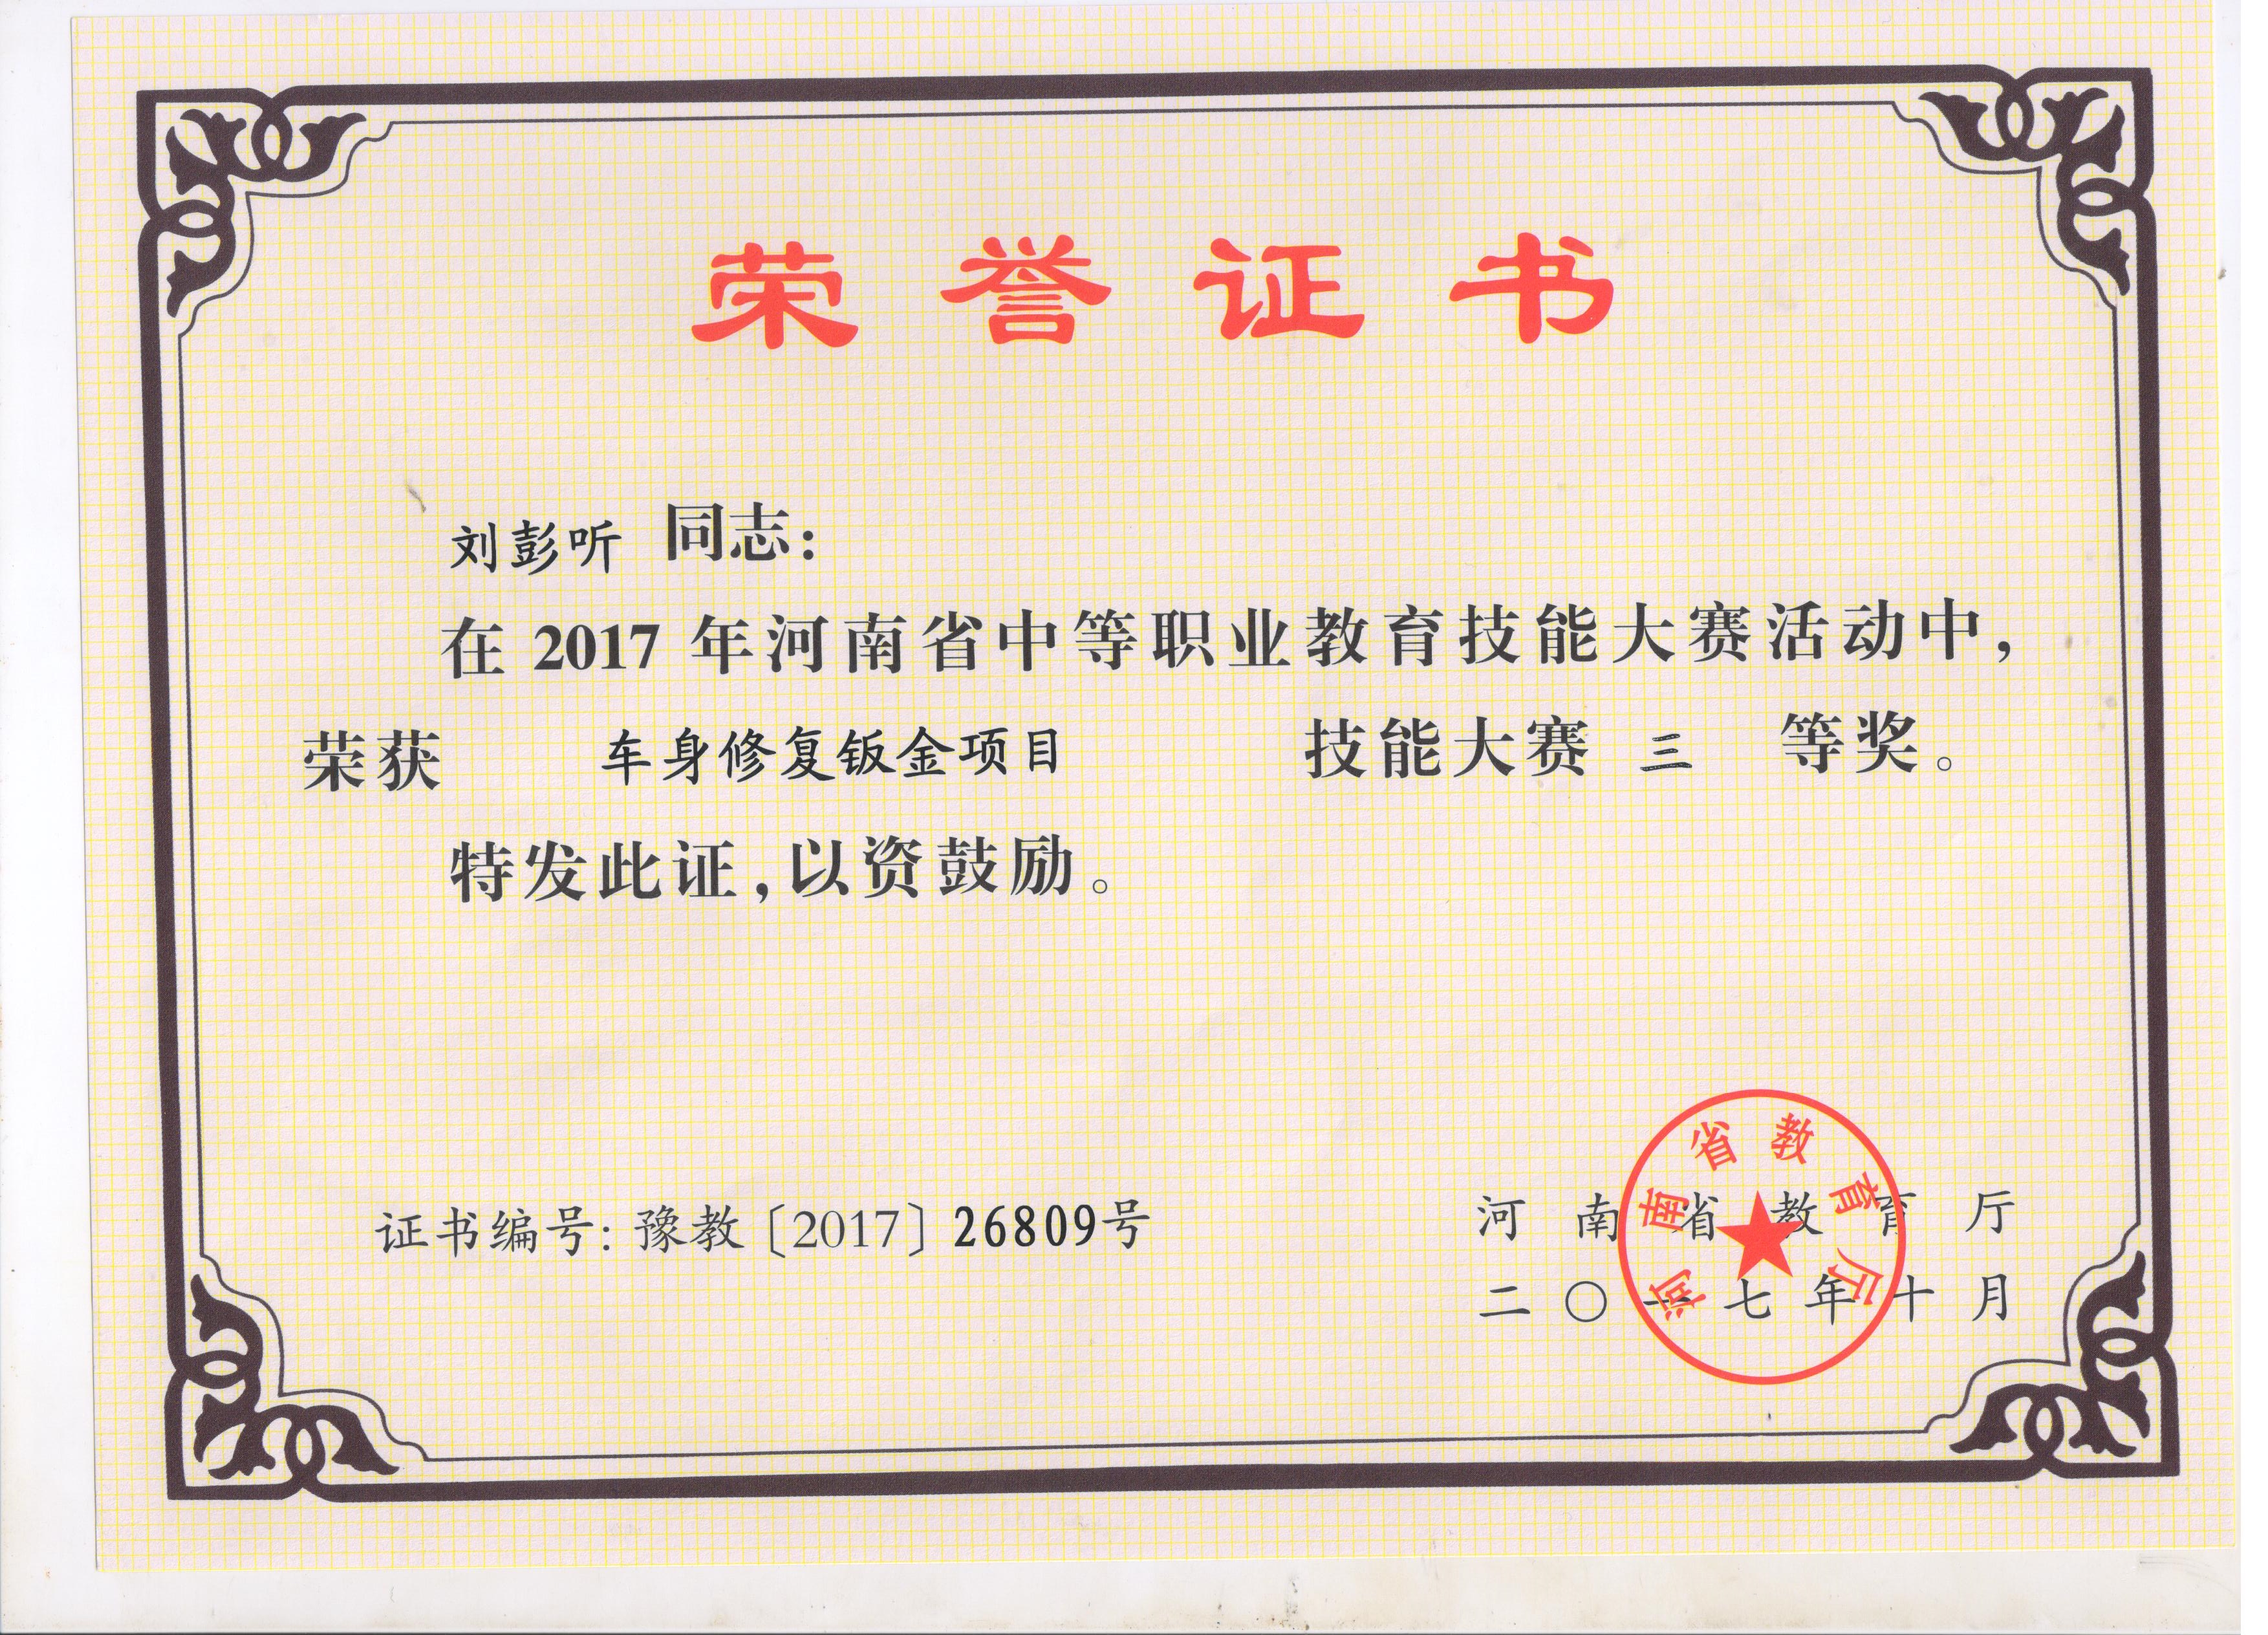 荣誉证书
刘彭听 同志：
在 2017 年河南省中等职业教育技能大赛活动中，
荣获 车身修复钣金项目 技能大赛 三 等奖。
特发此证，以资鼓励。
证书编号：豫教〔2017〕26809号
河南省教育厅
二〇一七年十月
河南省教育厅